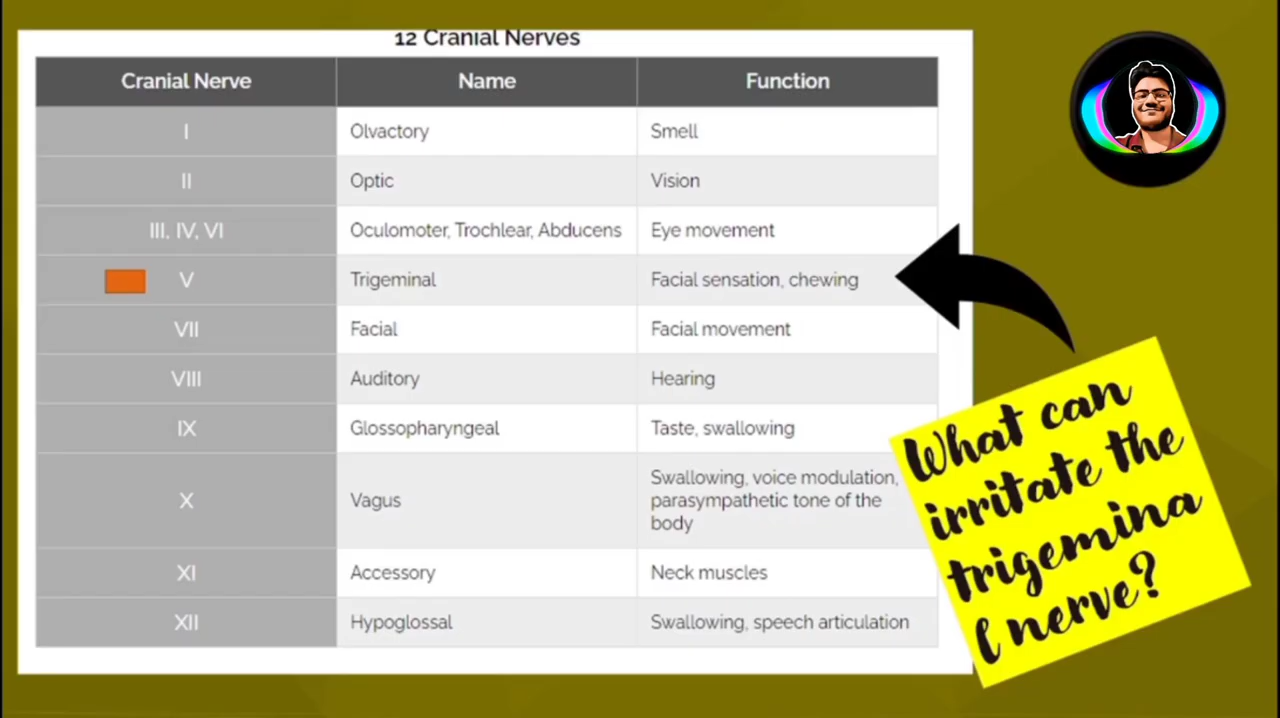 12 Cranial Nerves
Cranial Nerve Name Function
I Olvactory Smell
II Optic Vision
III, IV, VI Oculomoter, Trochlear, Abducens Eye movement
V Trigeminal Facial sensation, chewing
VII Facial Facial movement
VIII Auditory Hearing
IX Glossopharyngeal Taste, swallowing
X Vagus Swallowing, voice modulation,
parasympathetic tone of the
body
XI Accessory Neck muscles
XII Hypoglossal Swallowing, speech articulation
What can
irritate the
trigemina
l nerve?